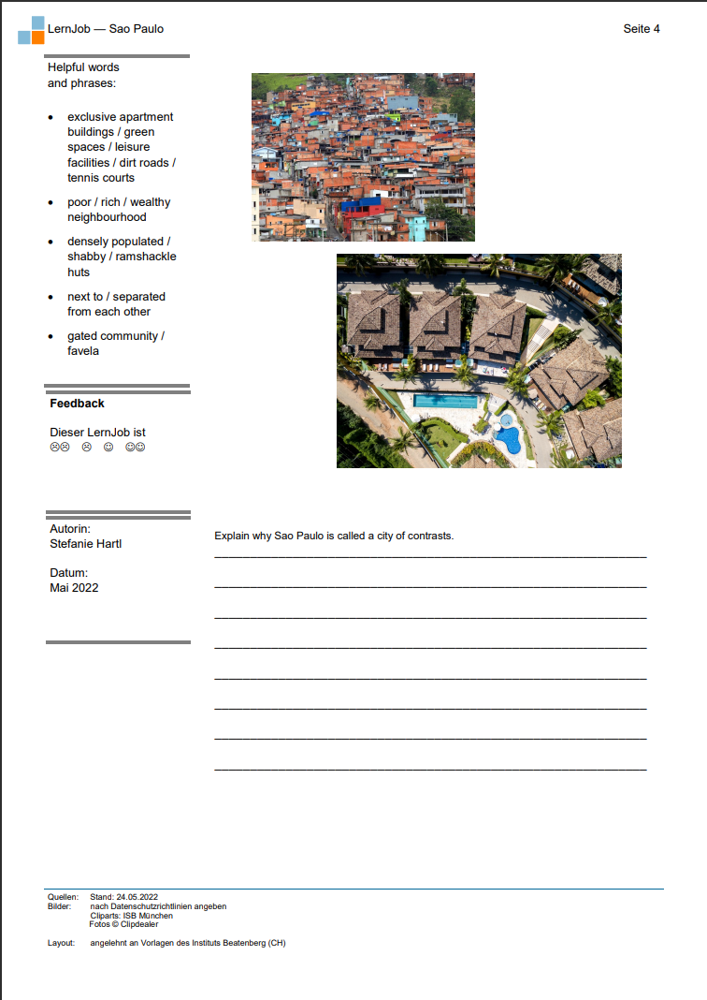 LernJob — Sao Paulo
Seite 4
Helpful words
and phrases:
• exclusive apartment
buildings / green
spaces / leisure
facilities / dirt roads /
tennis courts
• poor / rich / wealthy
neighbourhood
• densely populated /
shabby / ramshackle
huts
• next to / separated
from each other
• gated community /
favela
Feedback
Dieser LernJob ist
☹☹ ☹ ☺ ☺☺
Autorin:
Stefanie Hartl
Datum:
Mai 2022
Explain why Sao Paulo is called a city of contrasts.
Quellen: Stand: 24.05.2022
Bilder: nach Datenschutzrichtlinien angeben
Cliparts: ISB München
Fotos © Clipdealer
Layout: angelehnt an Vorlagen des Instituts Beatenberg (CH)